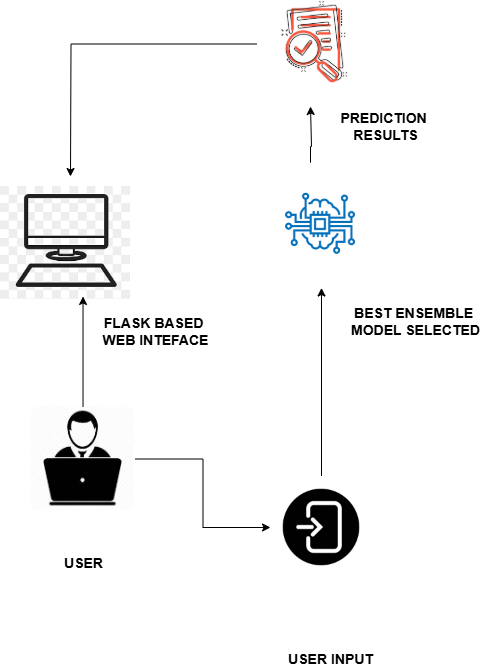 PREDICTION
RESULTS
BEST ENSEMBLE
MODEL SELECTED
FLASK BASED
WEB INTEFACE
USER
USER INPUT